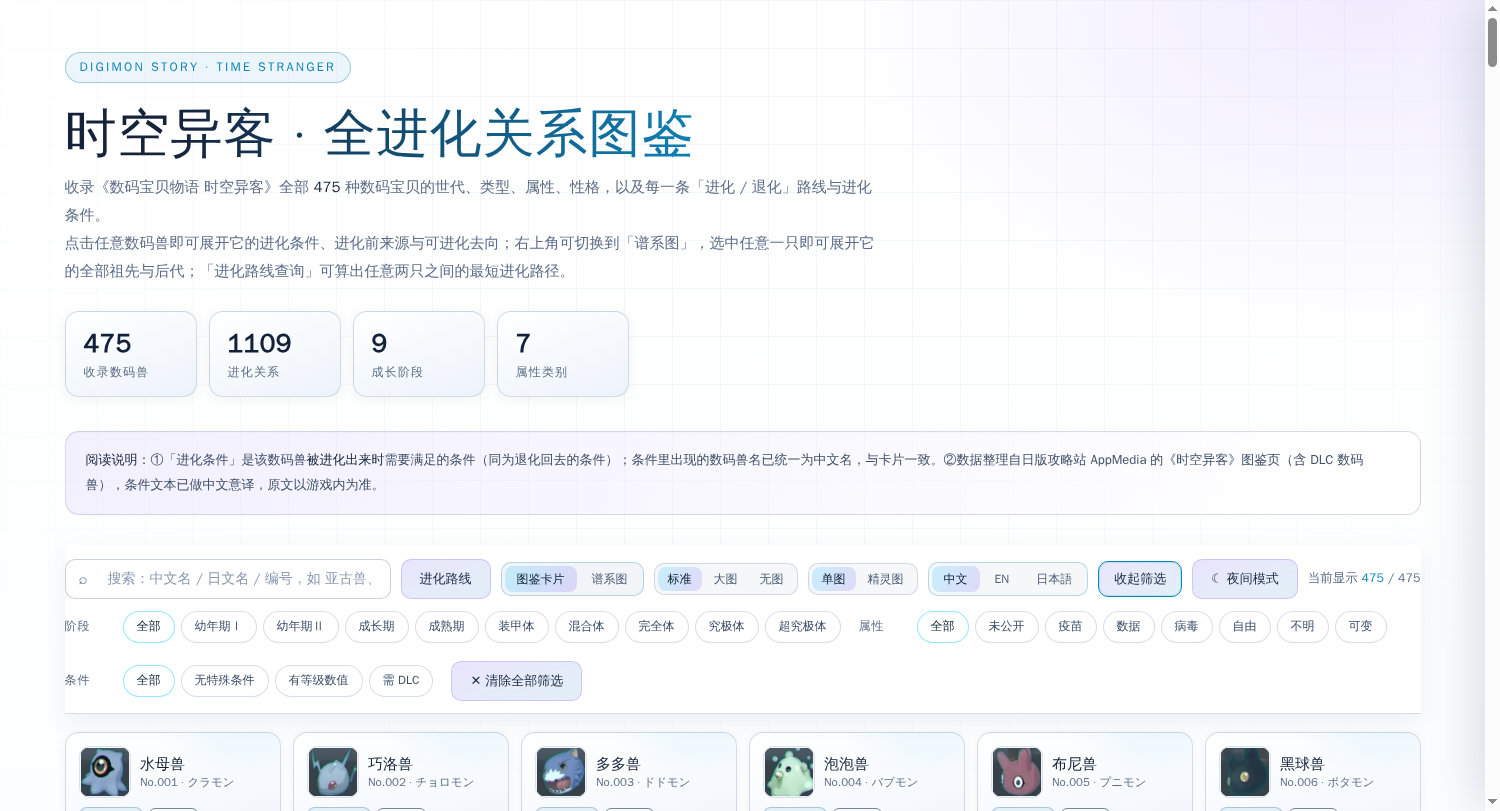 DIGIMON STORY · TIME STRANGER
时空异客 · 全进化关系图鉴
收录《数码宝贝物语 时空异客》全部 475 种数码宝贝的世代、类型、属性、性格，以及每一条「进化 / 退化」路线与进化
条件。
点击任意数码兽即可展开它的进化条件、进化前来源与可进化去向；右上角可切换到「谱系图」，选中任意一只即可展开它
的全部祖先与后代；「进化路线查询」可算出任意两只之间的最短进化路径。
475 1109 9 7
收录数码兽 进化关系 成长阶段 属性类别
阅读说明：①「进化条件」是该数码兽被进化出来时需要满足的条件（同为退化回去的条件）；条件里出现的数码兽名已统一为中文名，与卡片一致。②数据整理自日版攻略站 AppMedia 的《时空异客》图鉴页（含 DLC 数码
兽），条件文本已做中文意译，原文以游戏内为准。
⌕ 搜索：中文名 / 日文名 / 编号，如 亚古兽、 进化路线 图鉴卡片 谱系图 标准 大图 无图 单图 精灵图 中文 EN 日本語 收起筛选 ☾ 夜间模式 当前显示 475 / 475
阶段 全部 幼年期Ⅰ 幼年期Ⅱ 成长期 成熟期 装甲体 混合体 完全体 究极体 超究极体 属性 全部 未公开 疫苗 数据 病毒 自由 不明 可变
条件 全部 无特殊条件 有等级数值 需 DLC ✕ 清除全部筛选
水母兽 巧洛兽 多多兽 泡泡兽 布尼兽 黑球兽
No.001 · クラモン No.002 · チョロモン No.003 · ドドモン No.004 · バブモン No.005 · プニモン No.006 · ボタモン